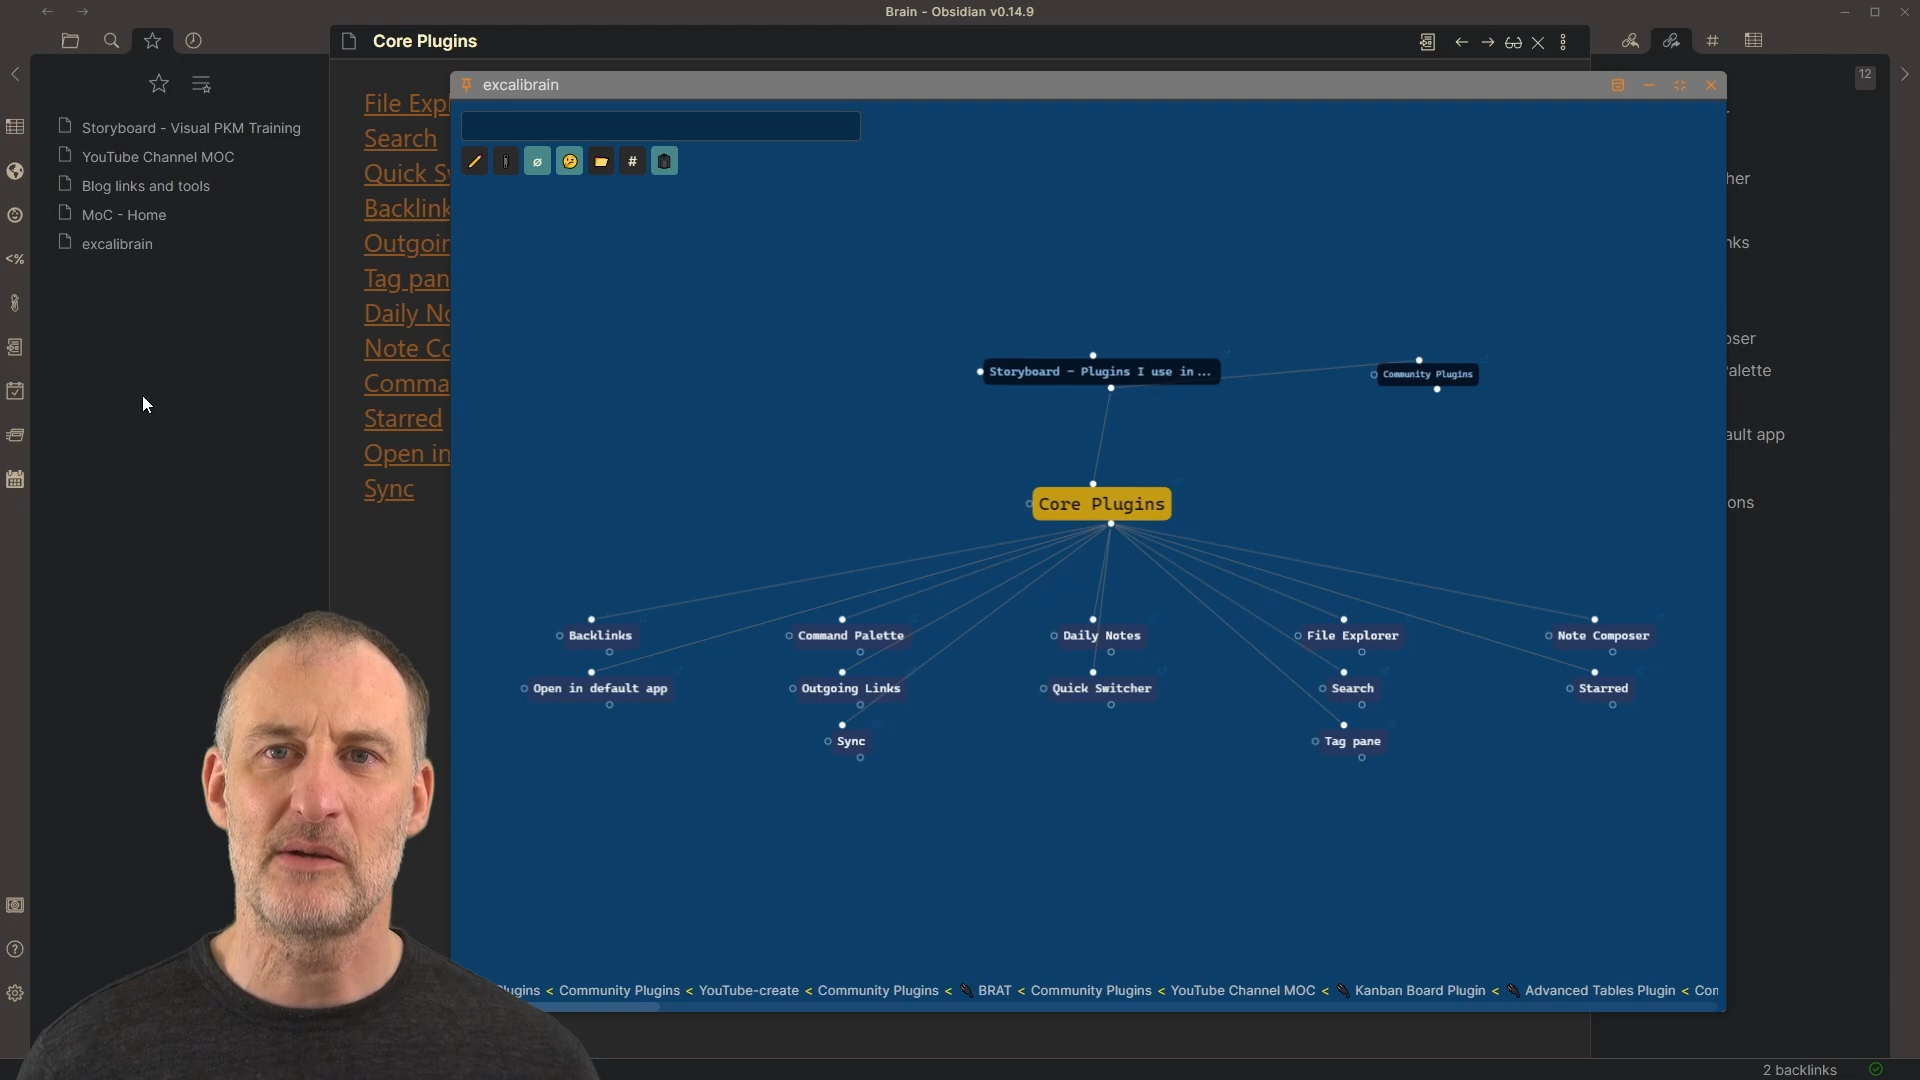 Brain - Obsidian v0.14.9
Core Plugins
Storyboard - Visual PKM Training
YouTube Channel MOC
Blog links and tools
MoC - Home
excalibrain
File Exp
Search
Quick S
Backlink
Outgoin
Tag pan
Daily No
Note Co
Comma
Starred
Open in
Sync
excalibrain
#
Storyboard - Plugins I use in ...
Community Plugins
Core Plugins
Backlinks
Command Palette
Daily Notes
File Explorer
Note Composer
Open in default app
Outgoing Links
Quick Switcher
Search
Starred
Sync
Tag pane
lugins < Community Plugins < YouTube-create < Community Plugins < BRAT < Community Plugins < YouTube Channel MOC < Kanban Board Plugin < Advanced Tables Plugin < Con
12
her
nks
oser
alette
ault app
ons
2 backlinks